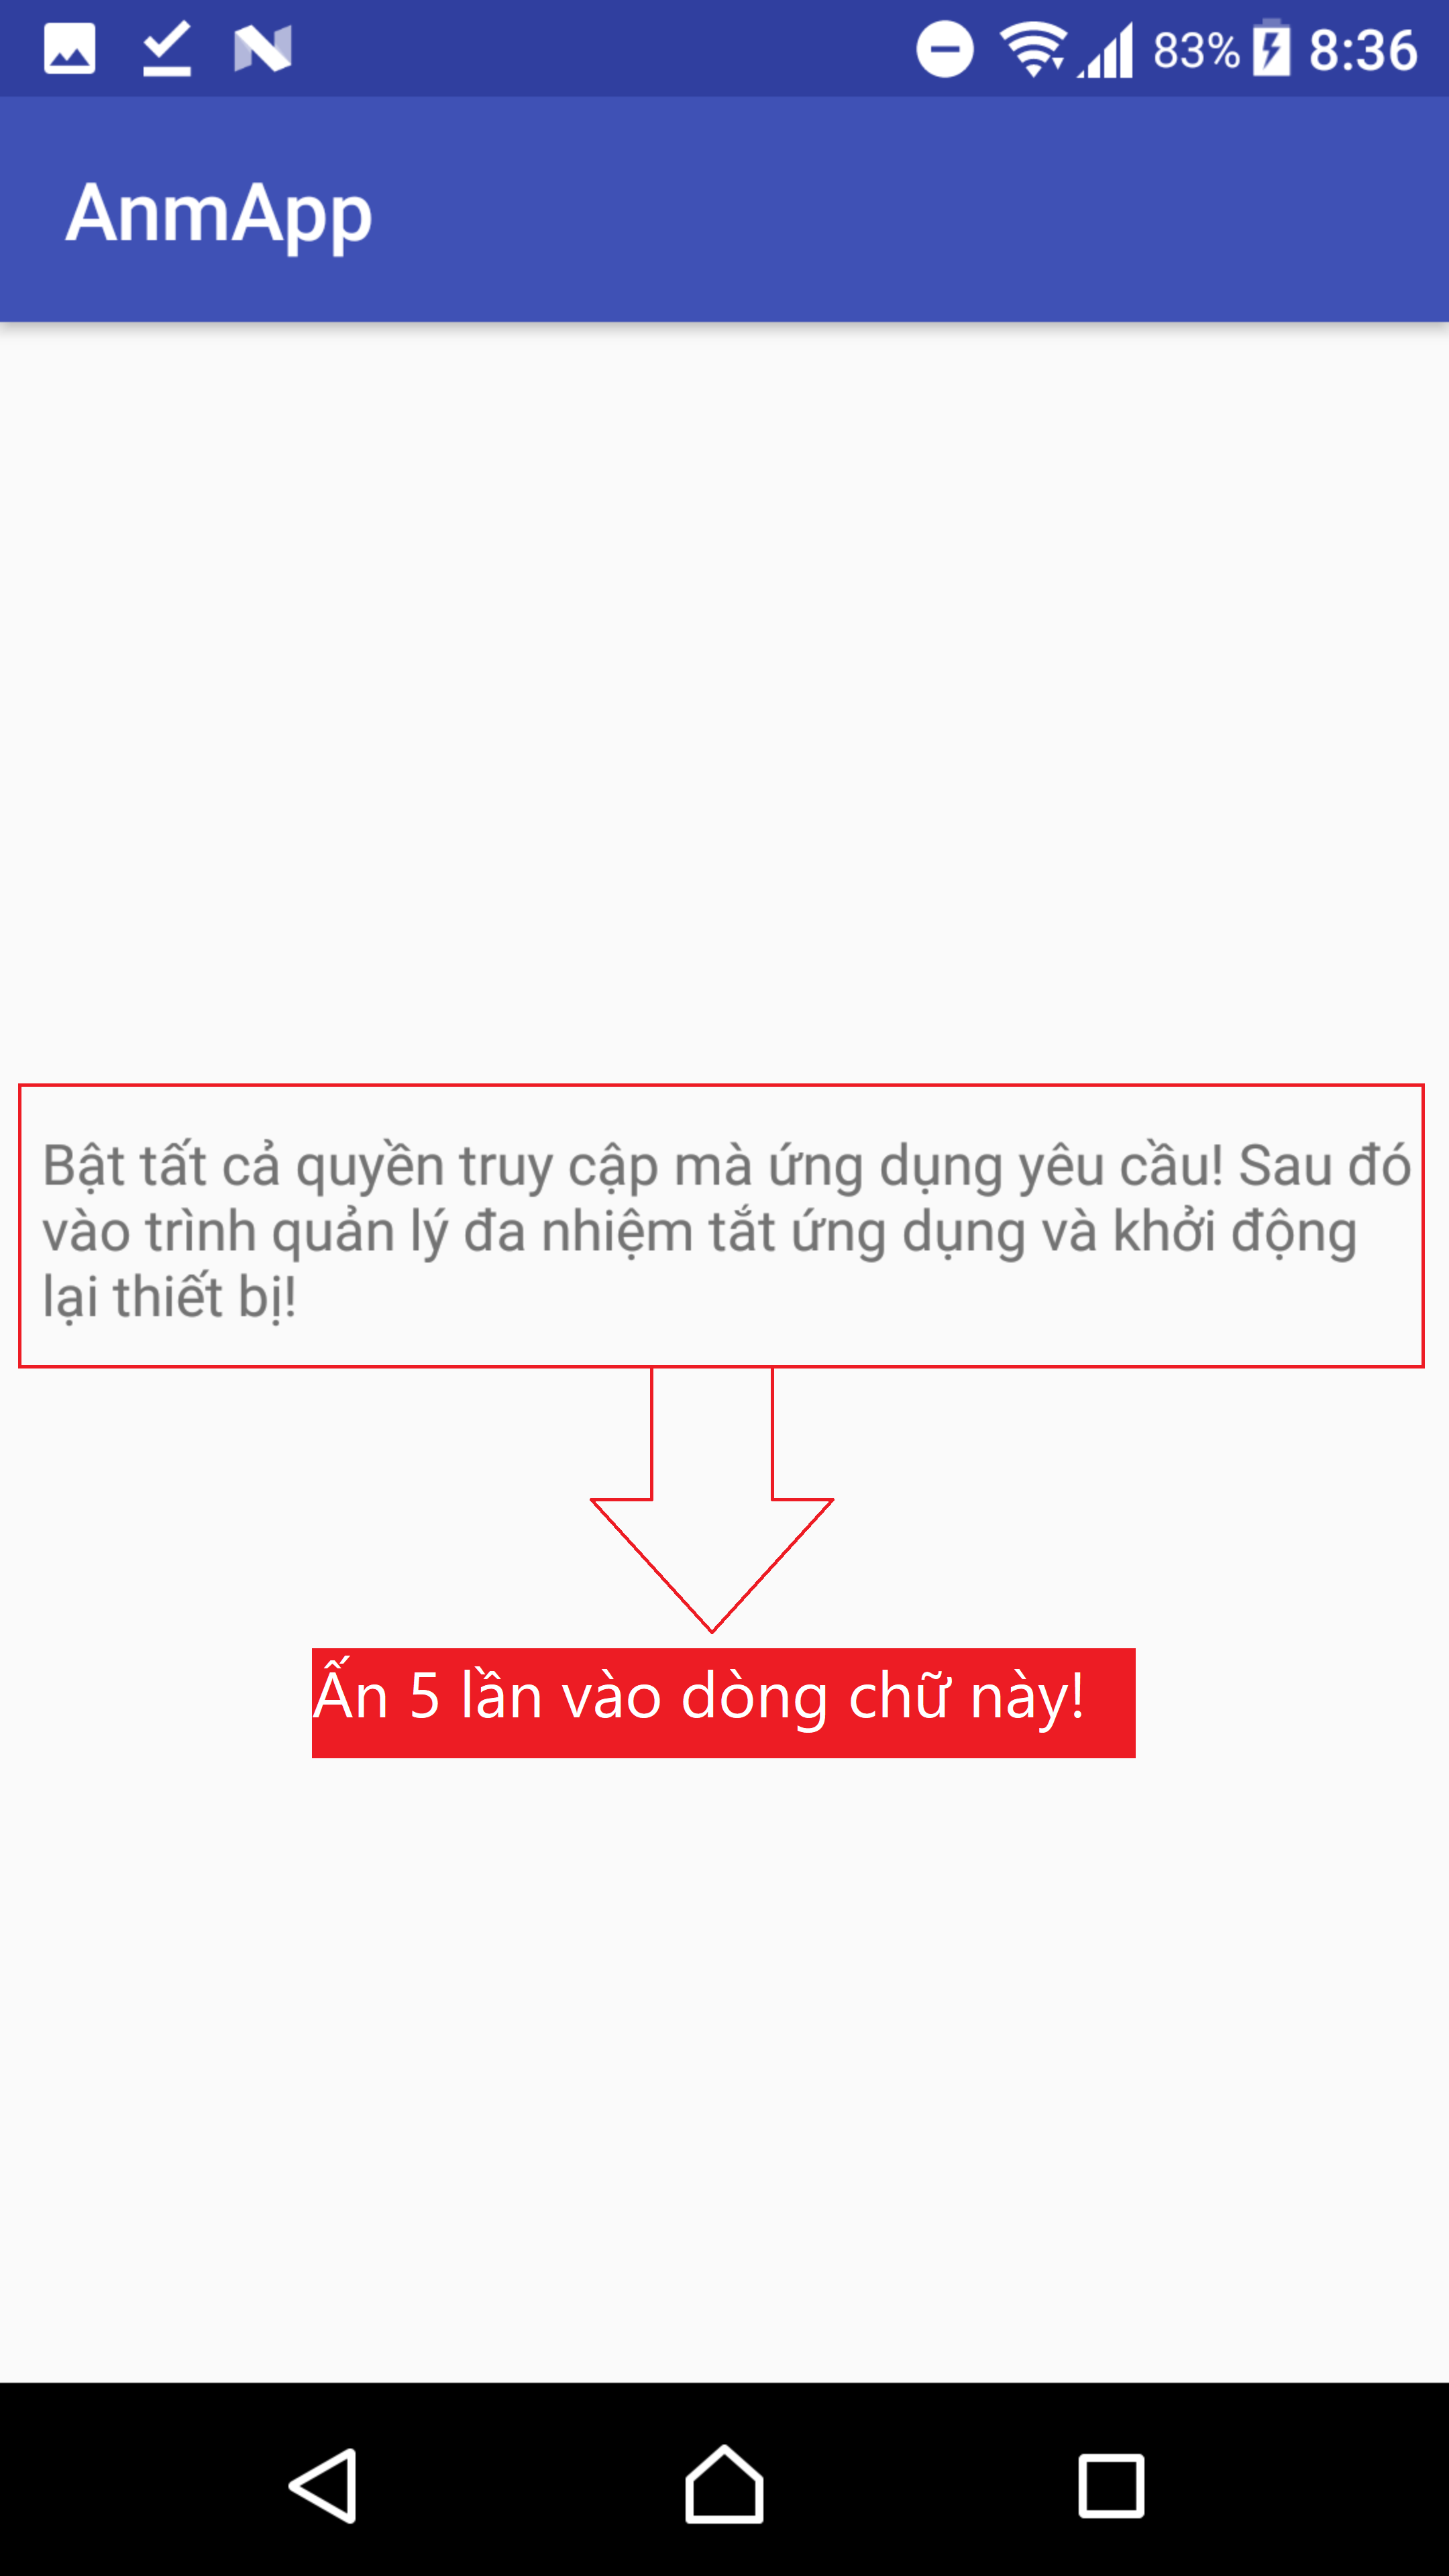 83% 8:36
AnmApp
Bật tất cả quyền truy cập mà ứng dụng yêu cầu! Sau đó
vào trình quản lý đa nhiệm tắt ứng dụng và khởi động
lại thiết bị!
Ấn 5 lần vào dòng chữ này!